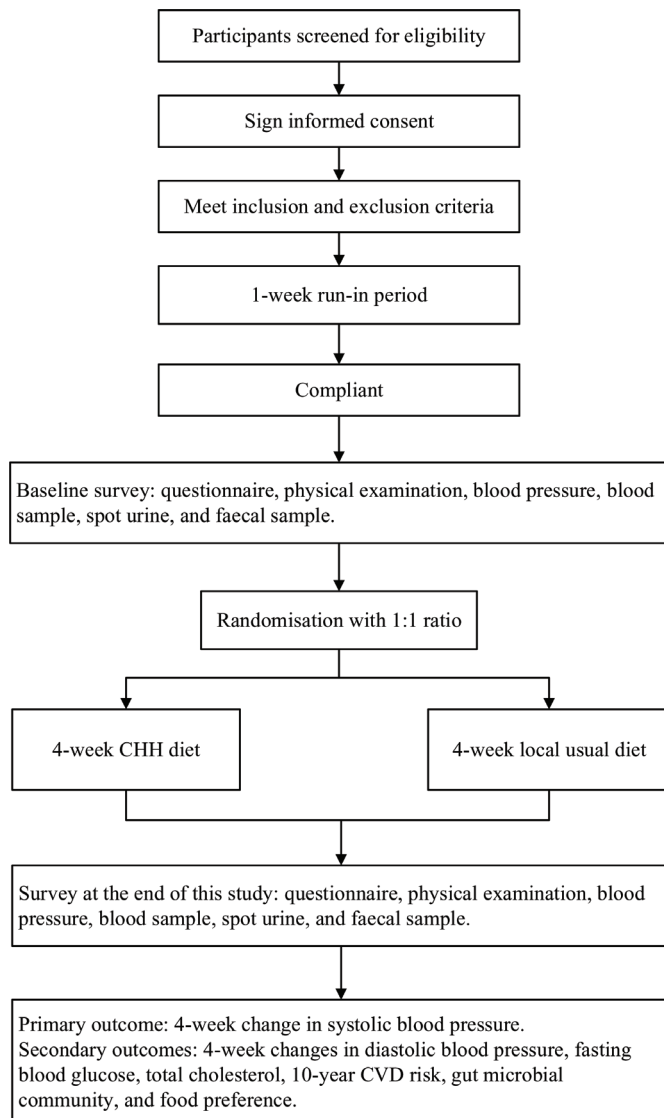 Participants screened for eligibility
Sign informed consent
Meet inclusion and exclusion criteria
1-week run-in period
Compliant
Baseline survey: questionnaire, physical examination, blood pressure, blood
sample, spot urine, and faecal sample.
Randomisation with 1:1 ratio
4-week CHH diet
4-week local usual diet
Survey at the end of this study: questionnaire, physical examination, blood
pressure, blood sample, spot urine, and faecal sample.
Primary outcome: 4-week change in systolic blood pressure.
Secondary outcomes: 4-week changes in diastolic blood pressure, fasting
blood glucose, total cholesterol, 10-year CVD risk, gut microbial
community, and food preference.